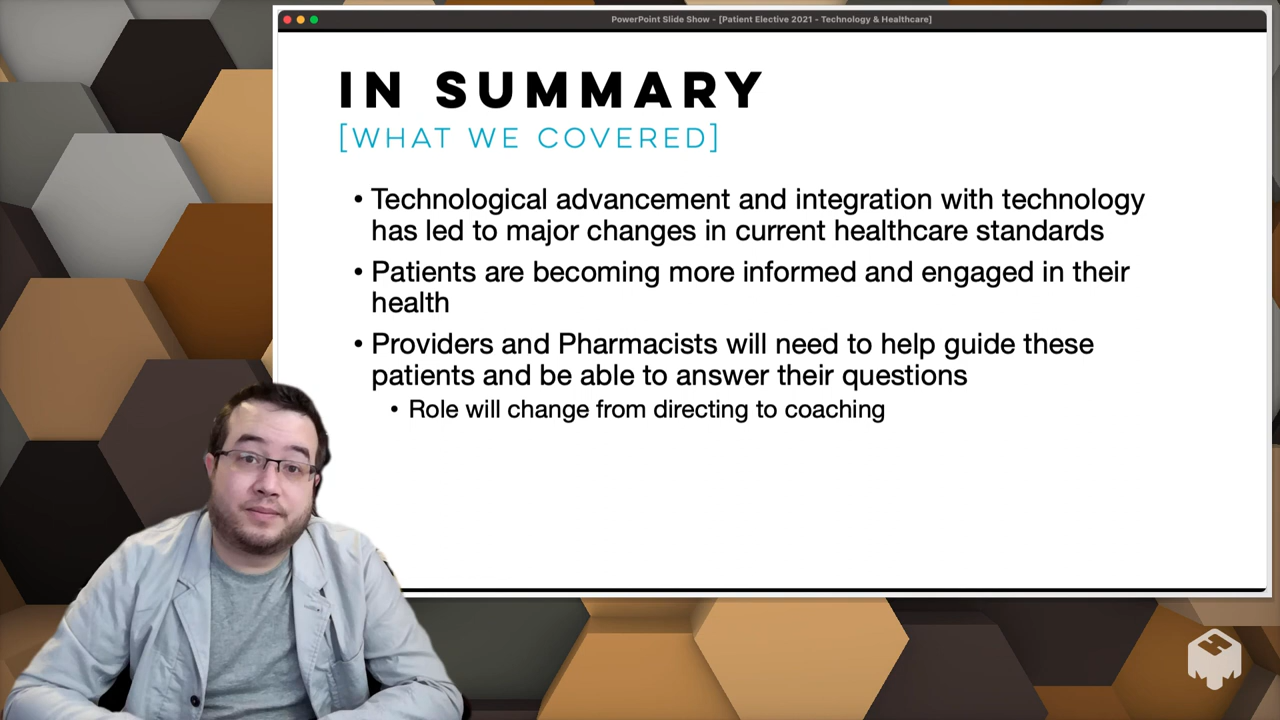 PowerPoint Slide Show - [Patient Elective 2021 - Technology & Healthcare]
IN SUMMARY
[WHAT WE COVERED]
• Technological advancement and integration with technology
has led to major changes in current healthcare standards
• Patients are becoming more informed and engaged in their
health
• Providers and Pharmacists will need to help guide these
patients and be able to answer their questions
• Role will change from directing to coaching